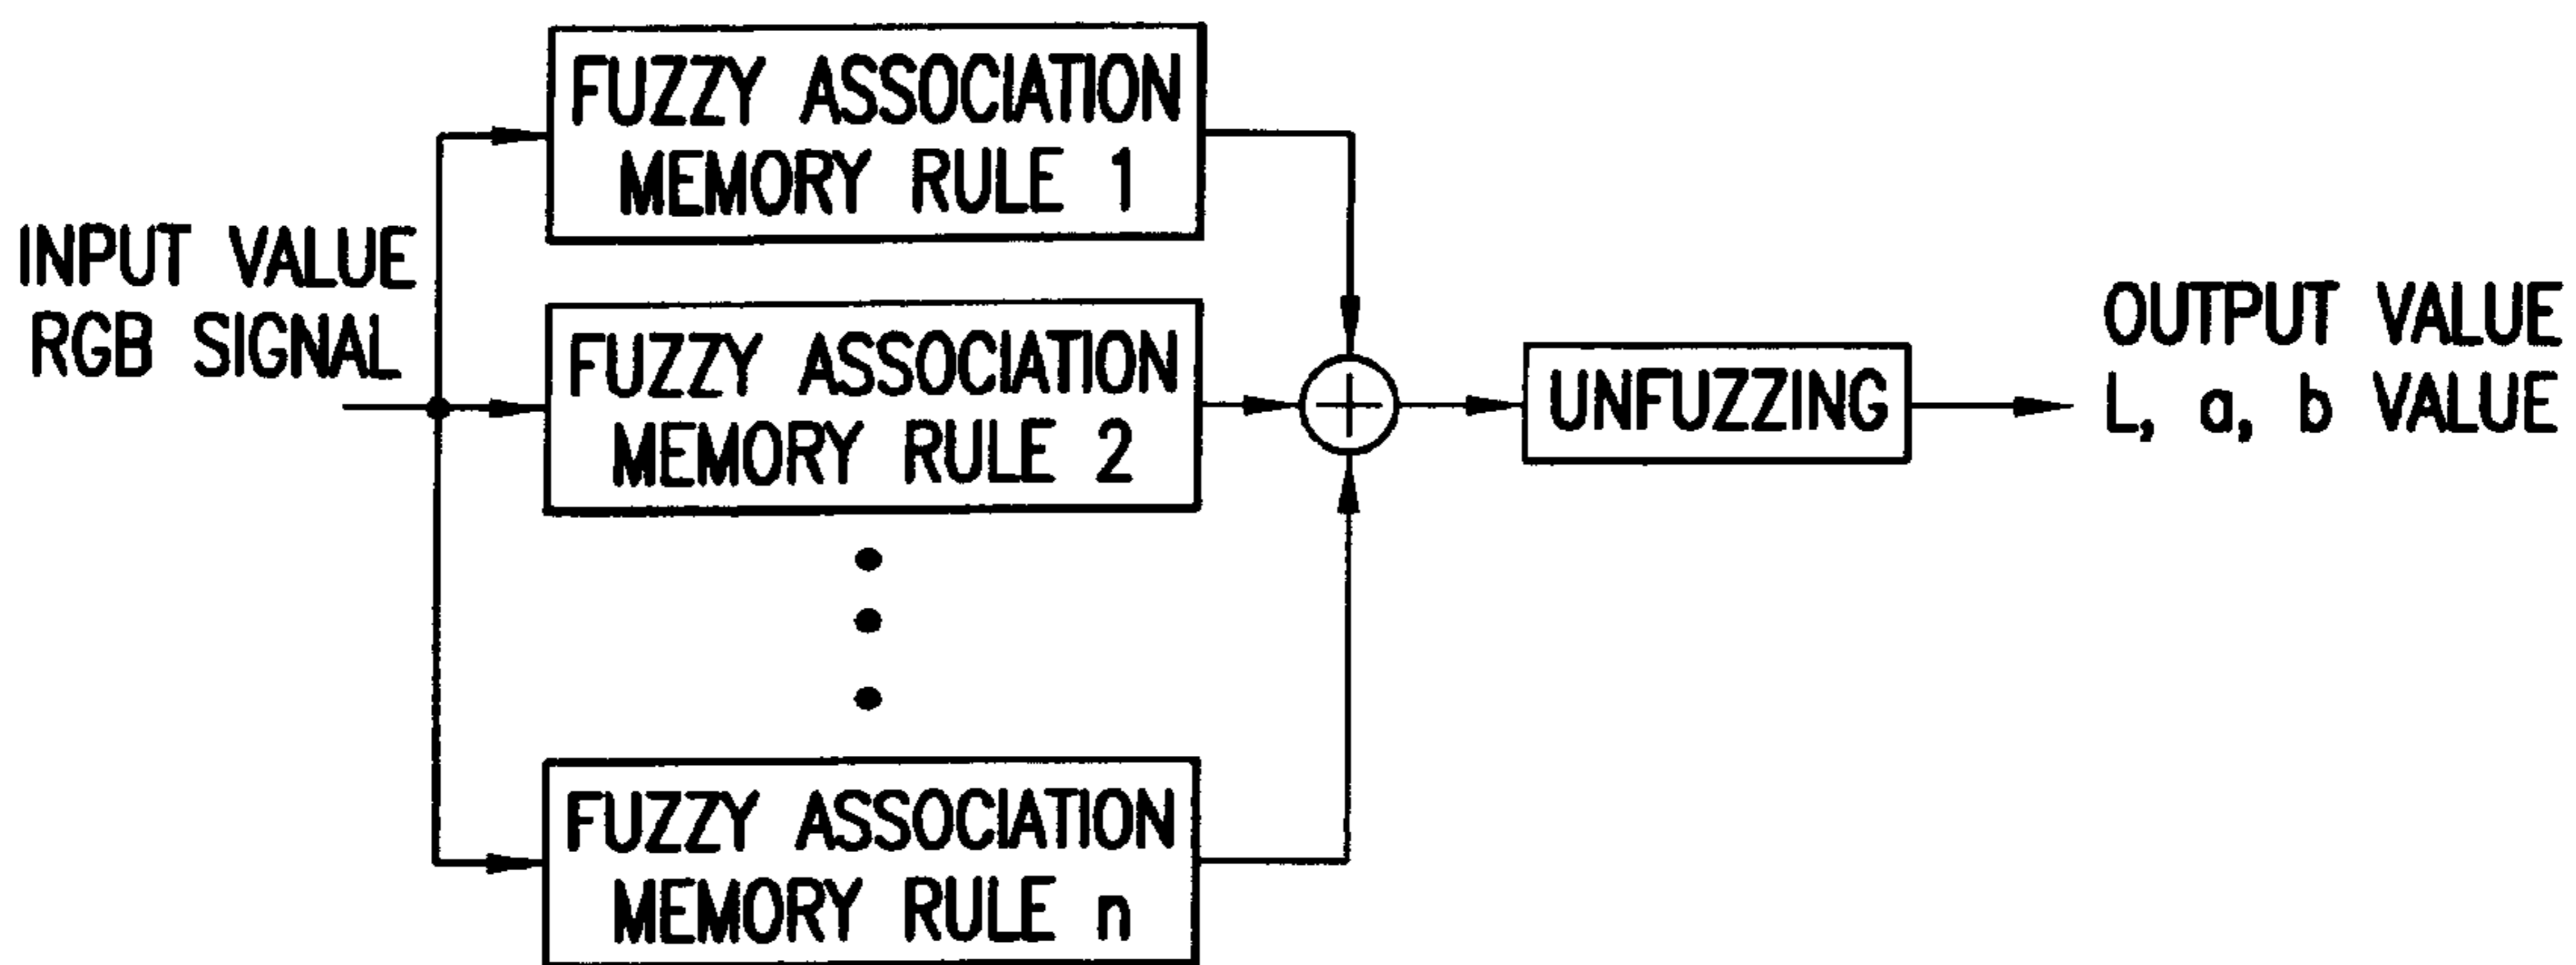 INPUT VALUE
RGB SIGNAL
FUZZY ASSOCIATION
MEMORY RULE 1
FUZZY ASSOCIATION
MEMORY RULE 2
FUZZY ASSOCIATION
MEMORY RULE n
UNFUZZING
OUTPUT VALUE
L, a, b VALUE